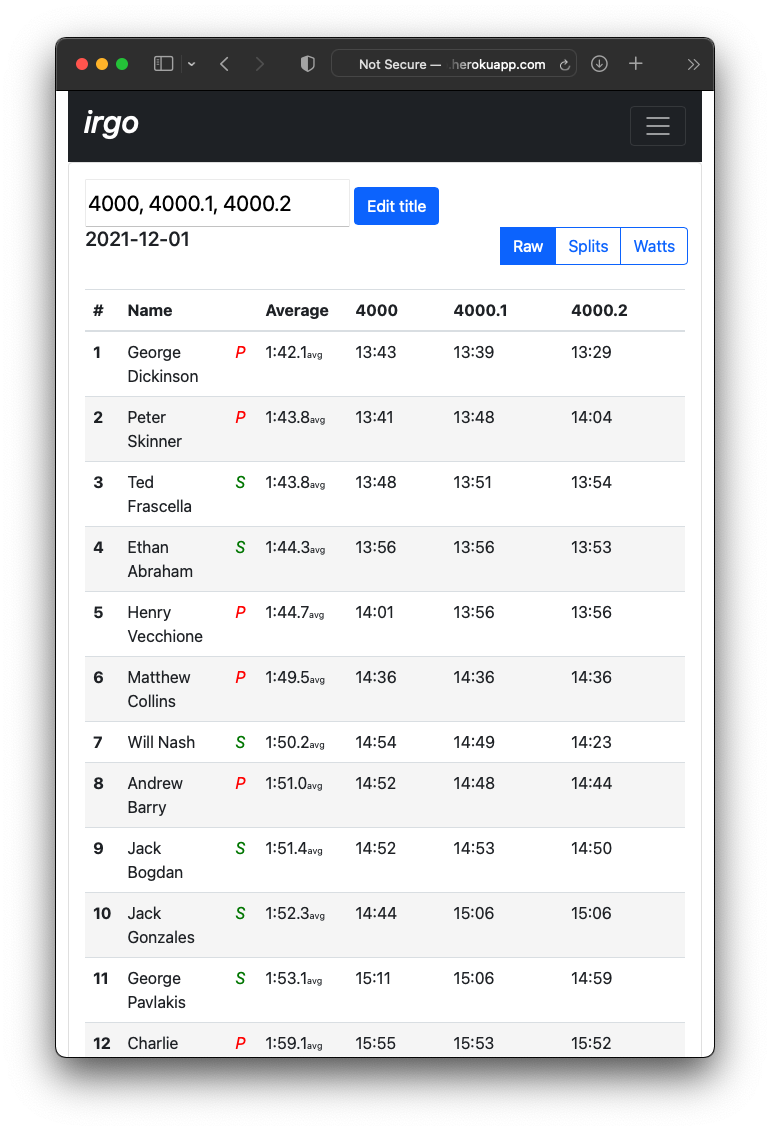 Not Secure — .herokuapp.com
irgo
4000, 4000.1, 4000.2 Edit title
2021-12-01
Raw Splits Watts
# Name Average 4000 4000.1 4000.2
1 George P 1:42.1avg 13:43 13:39 13:29
Dickinson
2 Peter P 1:43.8avg 13:41 13:48 14:04
Skinner
3 Ted S 1:43.8avg 13:48 13:51 13:54
Frascella
4 Ethan S 1:44.3avg 13:56 13:56 13:53
Abraham
5 Henry P 1:44.7avg 14:01 13:56 13:56
Vecchione
6 Matthew P 1:49.5avg 14:36 14:36 14:36
Collins
7 Will Nash S 1:50.2avg 14:54 14:49 14:23
8 Andrew P 1:51.0avg 14:52 14:48 14:44
Barry
9 Jack S 1:51.4avg 14:52 14:53 14:50
Bogdan
10 Jack S 1:52.3avg 14:44 15:06 15:06
Gonzales
11 George S 1:53.1avg 15:11 15:06 14:59
Pavlakis
12 Charlie P 1:59.1avg 15:55 15:53 15:52